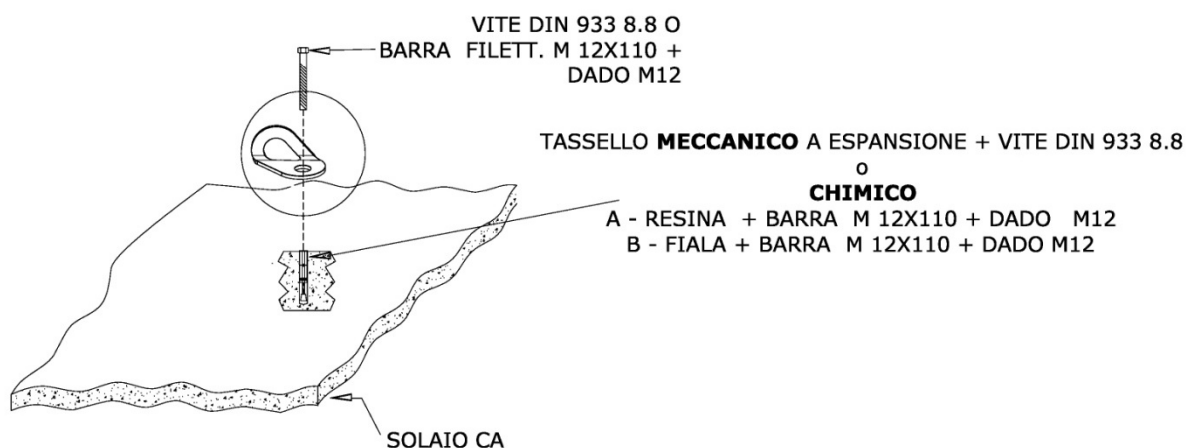 VITE DIN 933 8.8 O
BARRA FILETT. M 12X110 +
DADO M12
TASSELLO MECCANICO A ESPANSIONE + VITE DIN 933 8.8
o
CHIMICO
A - RESINA + BARRA M 12X110 + DADO M12
B - FIALA + BARRA M 12X110 + DADO M12
SOLAIO CA